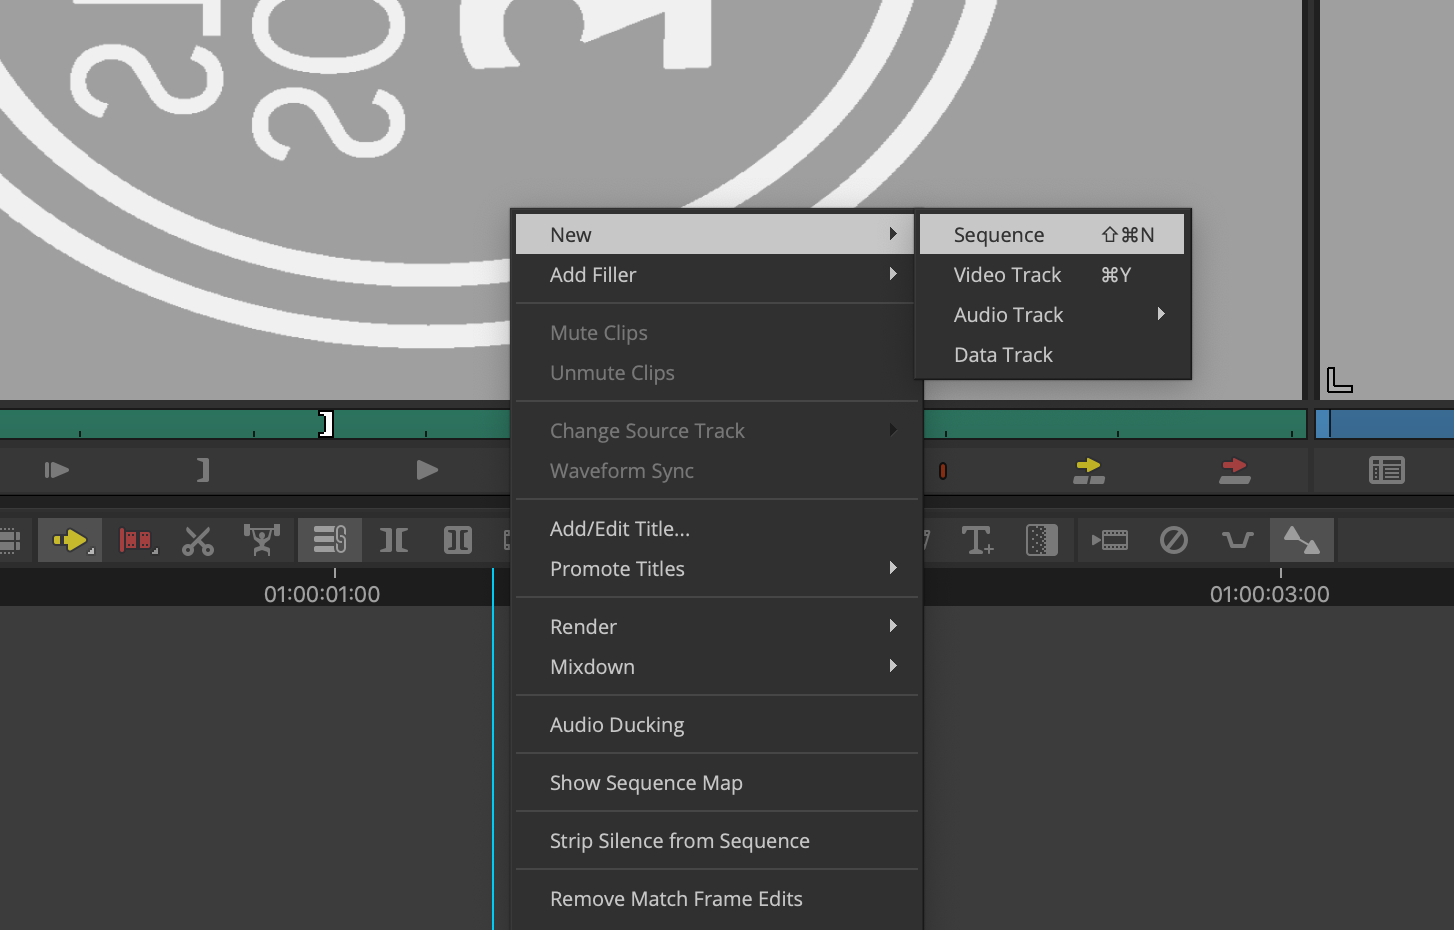 New
Sequence ⇧⌘N
Add Filler
Video Track ⌘Y
Audio Track
Mute Clips
Data Track
Unmute Clips
Change Source Track
Waveform Sync
Add/Edit Title...
Promote Titles
01:00:01:00
01:00:03:00
Render
Mixdown
Audio Ducking
Show Sequence Map
Strip Silence from Sequence
Remove Match Frame Edits